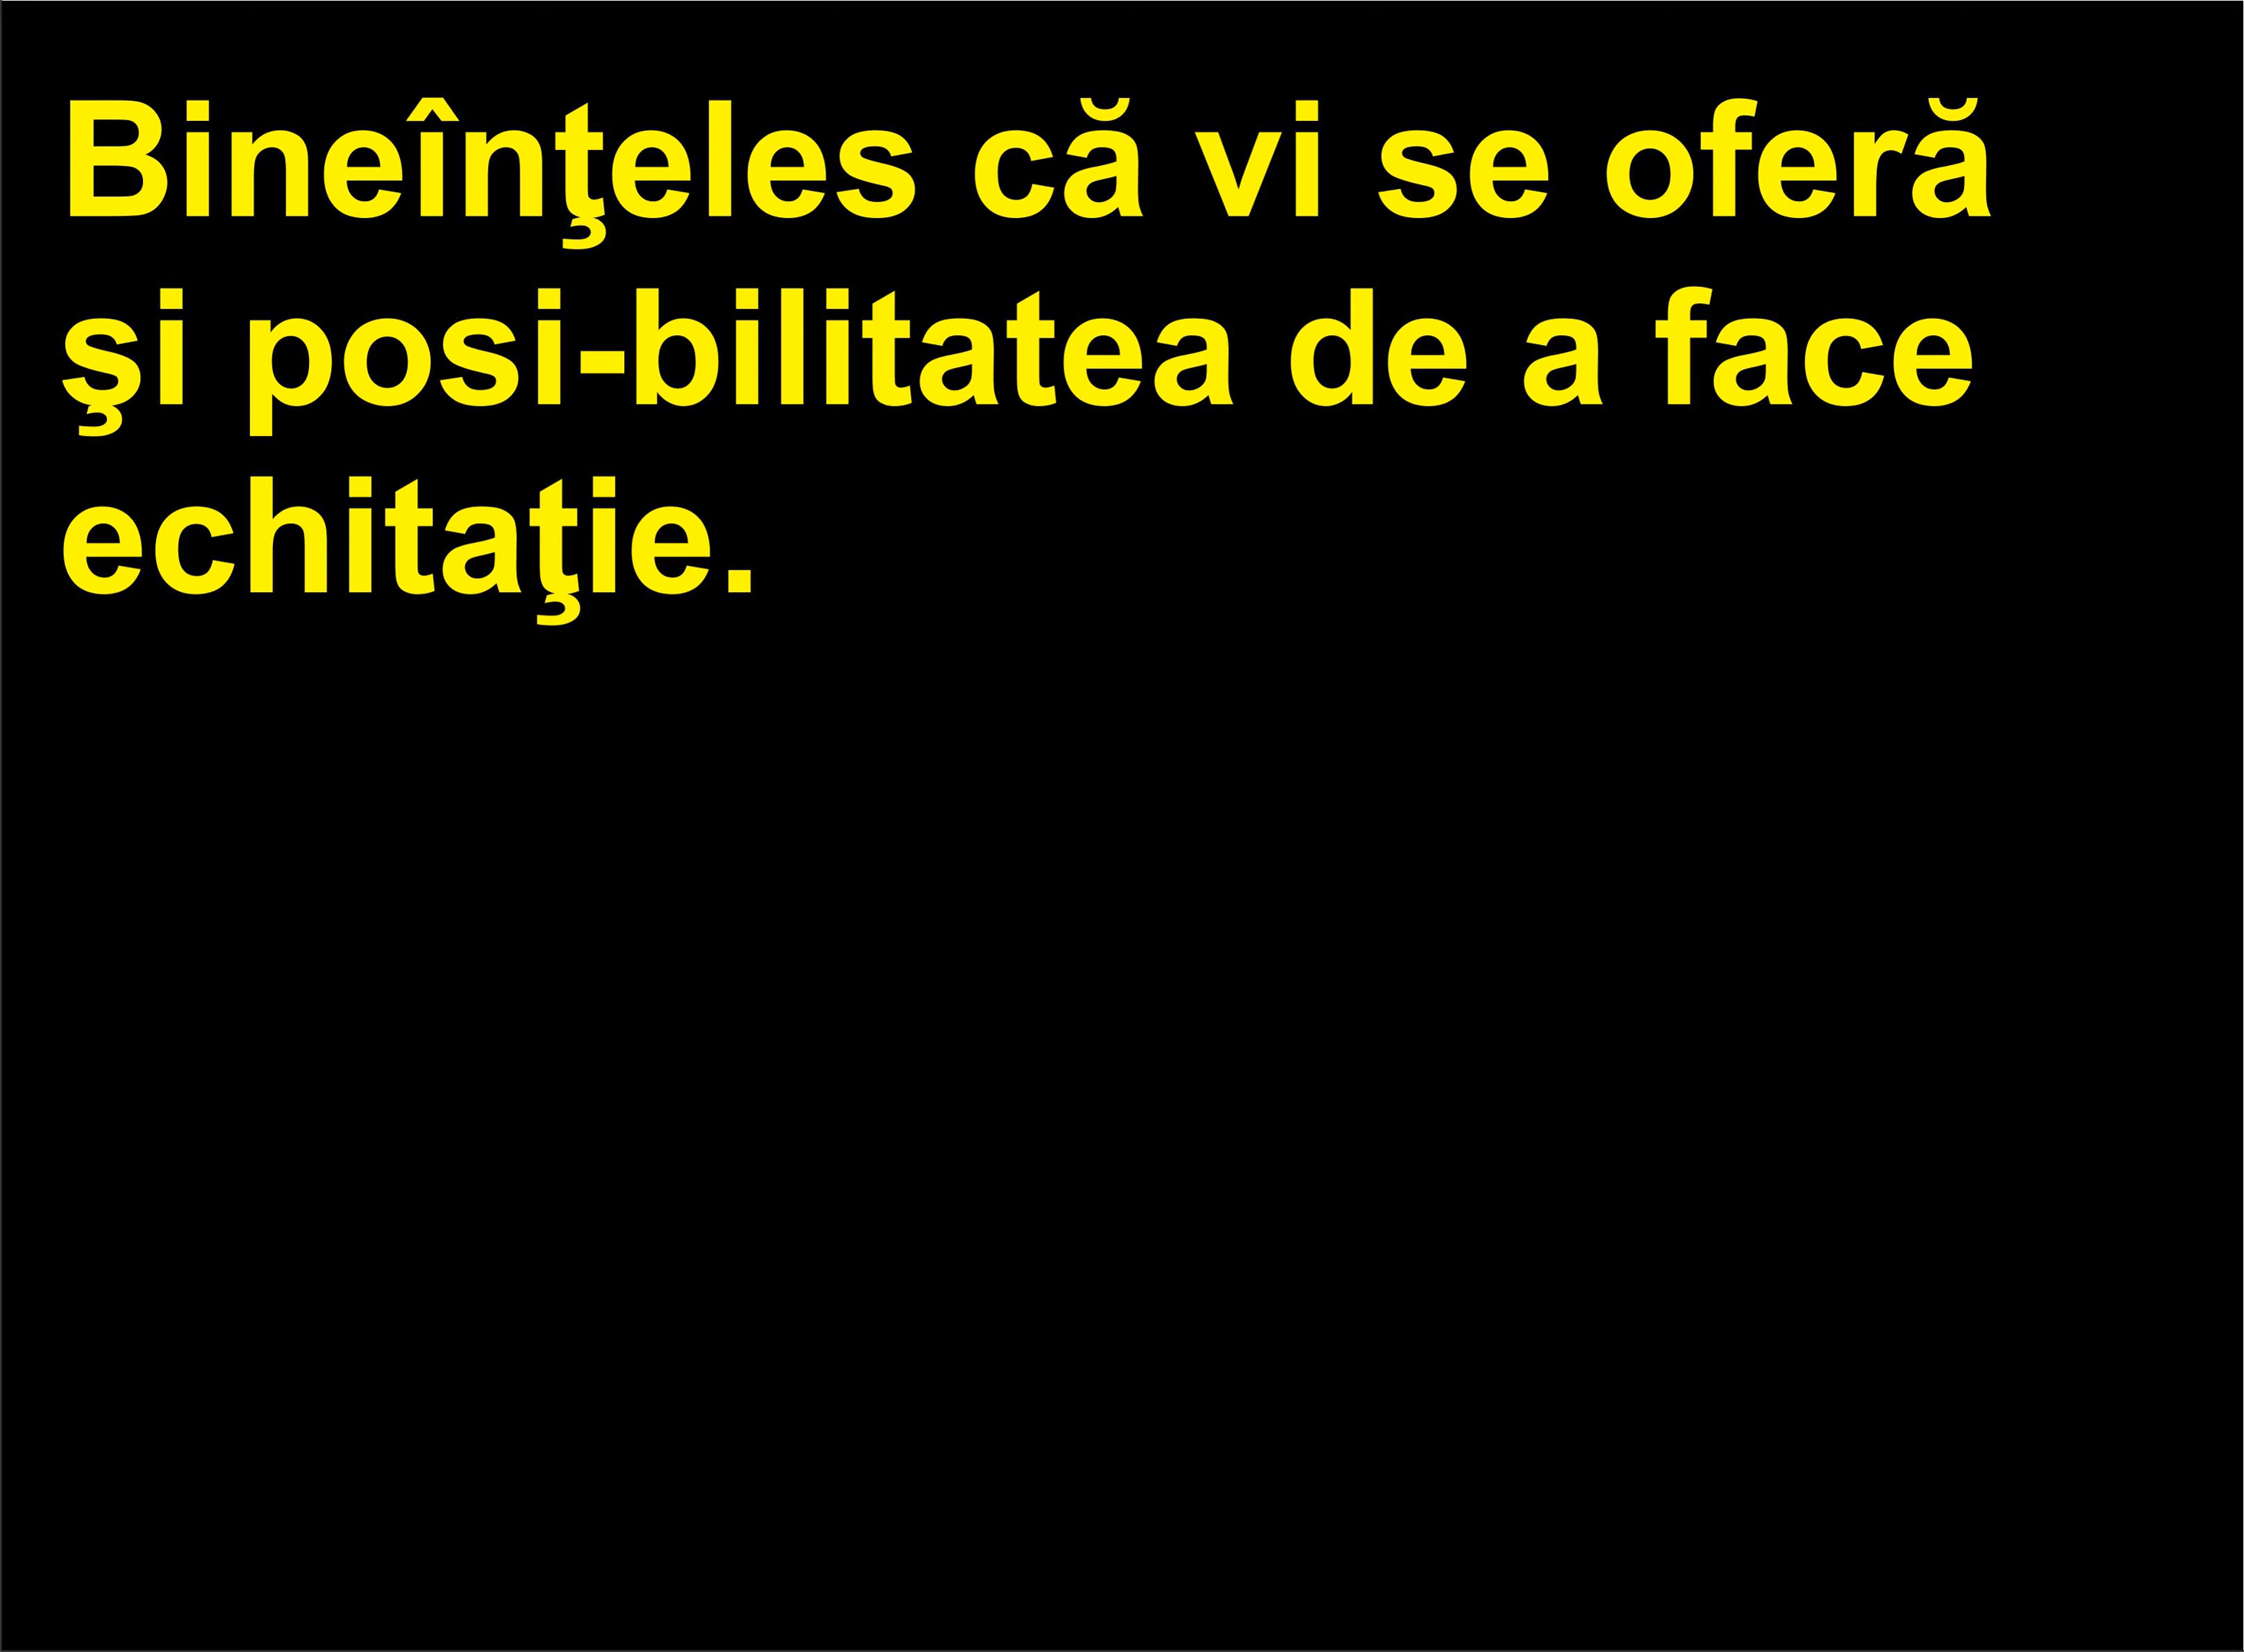 Bineînţeles că vi se oferă
şi posi-bilitatea de a face
echitaţie.